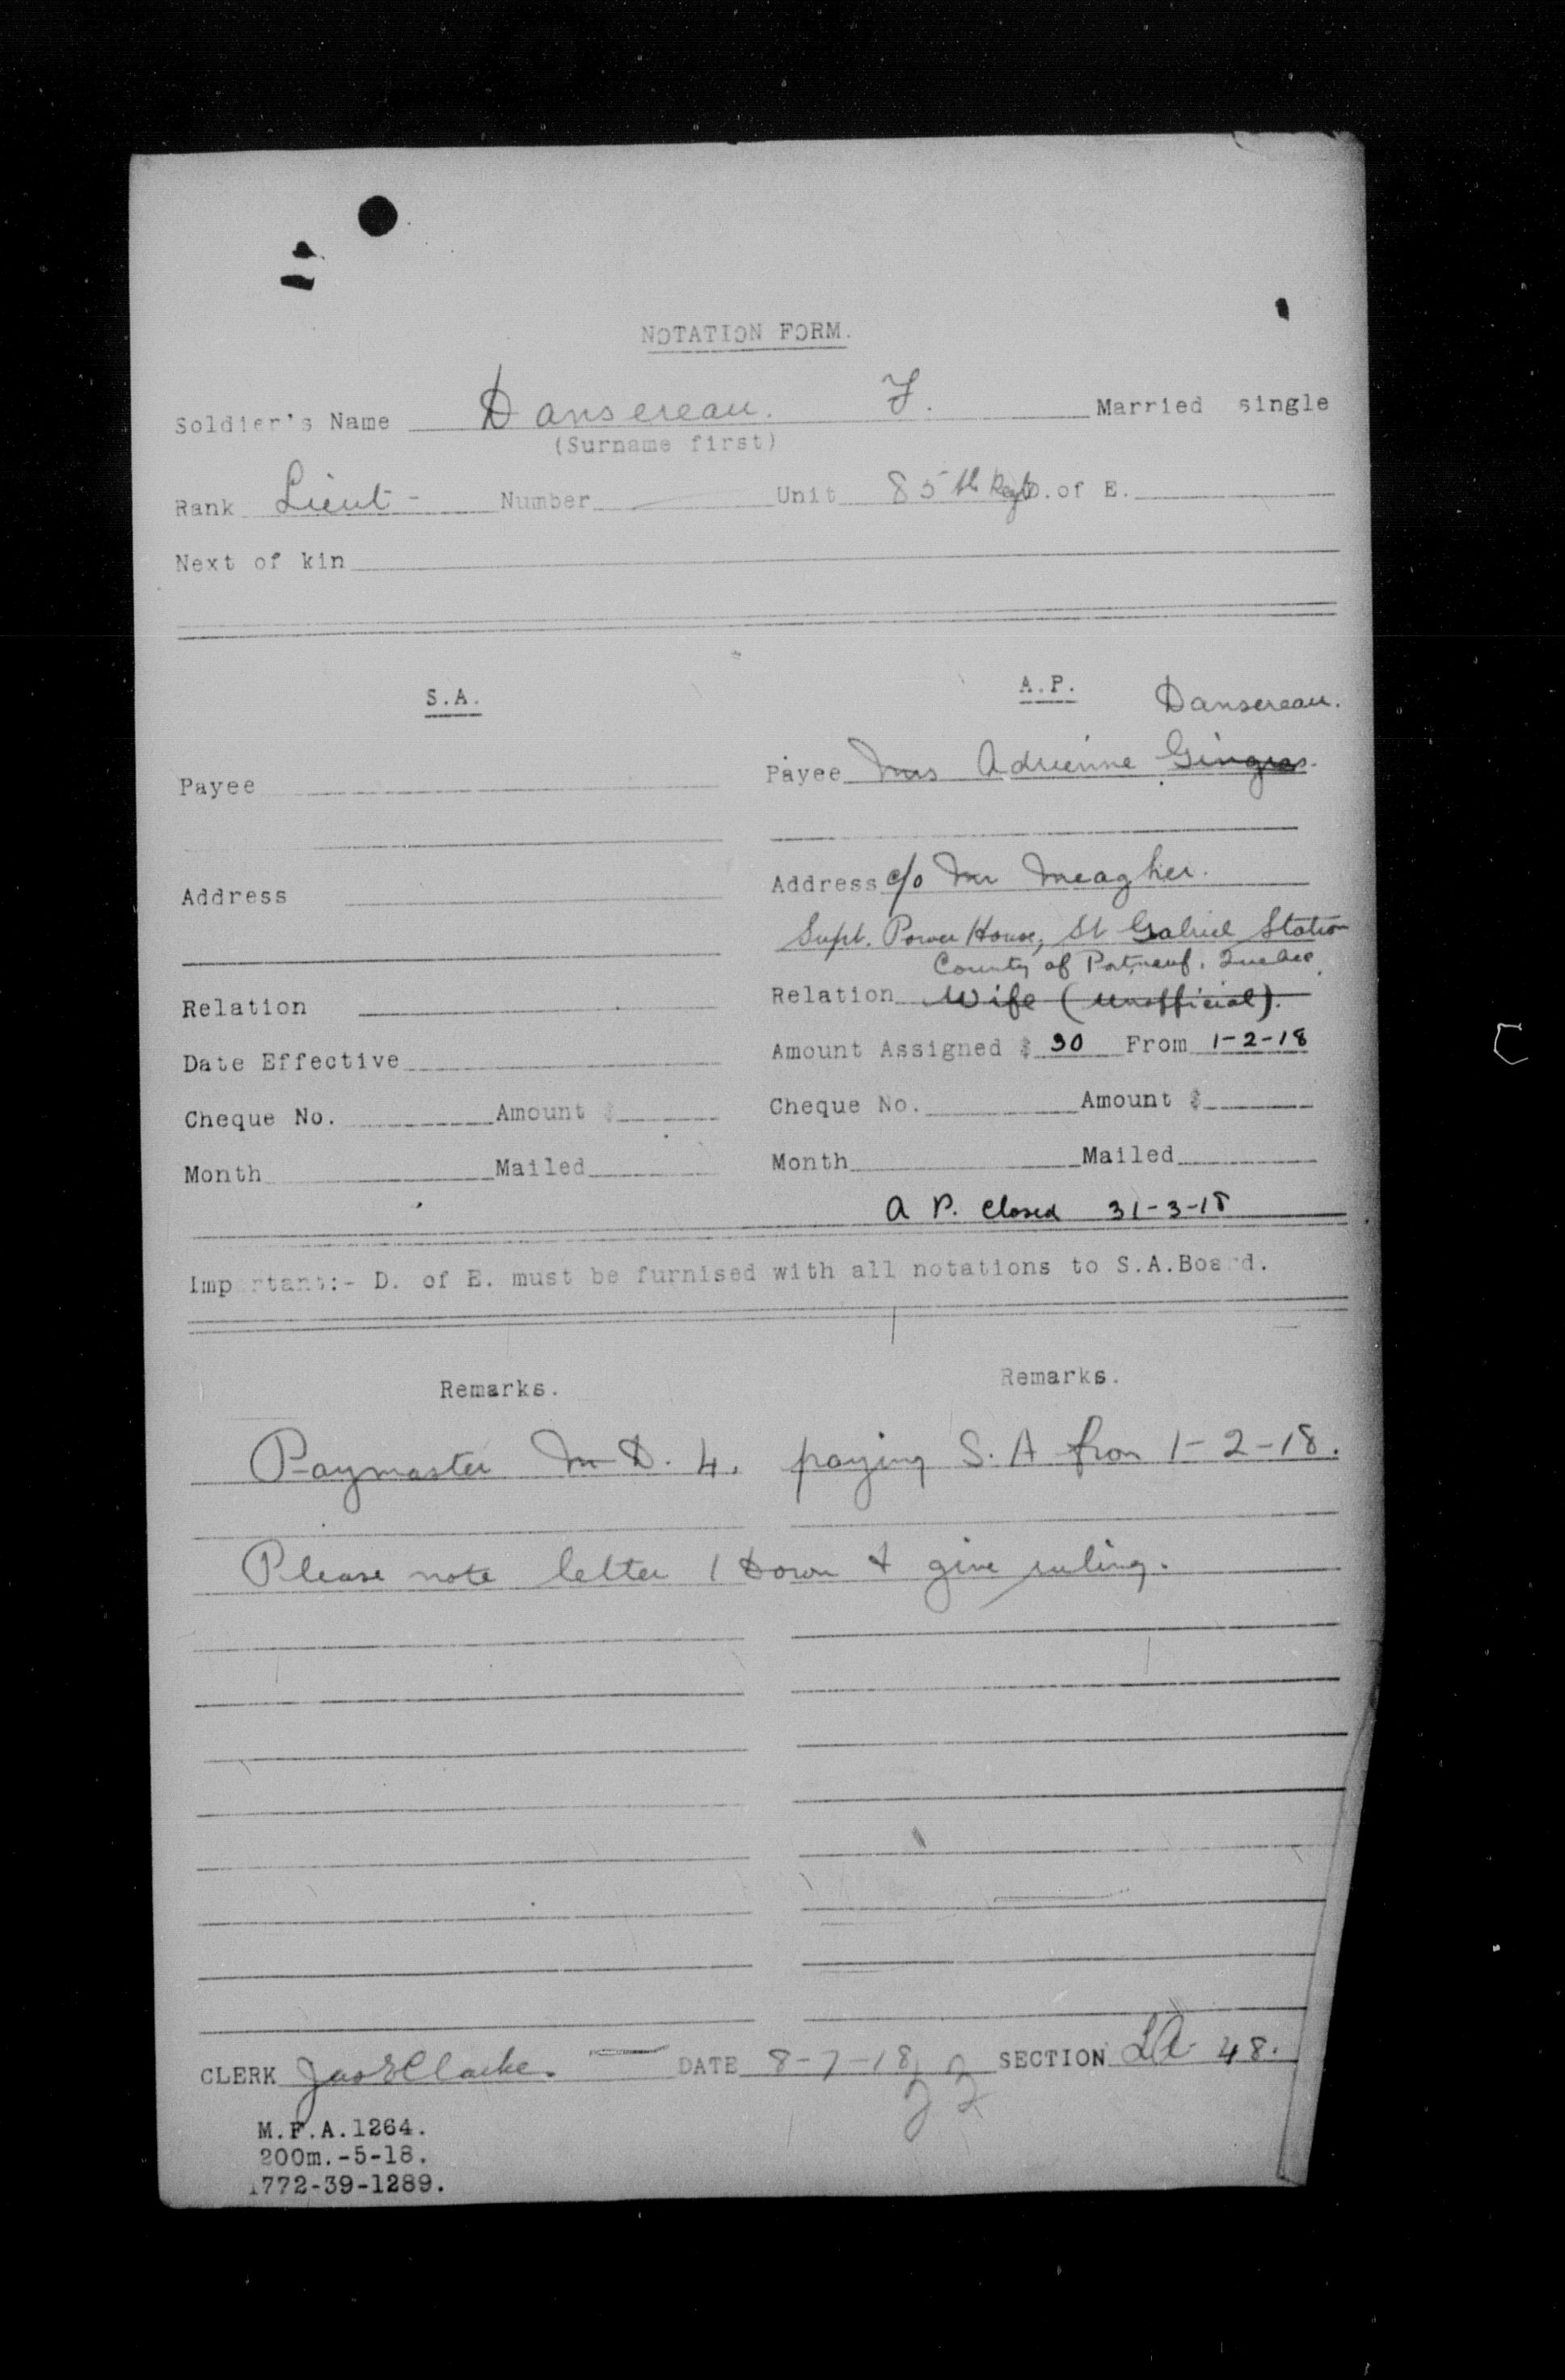 NOTATION FORM.
Soldier's Name Dansereau. F. Married single
(Surname first)
Rank Lieut - Number Unit 85th Regt D. of E.
Next of kin
S.A.
Payee
Address
Relation
Date Effective
Cheque No. Amount $
Month Mailed
A.P. Dansereau.
Payee Mrs Adrienne Gingras.
Address c/o Mr Meagher.
Supt. Power House, St Gabriel Station
County of Portneuf, Quebec
Relation Wife (Unofficial).
Amount Assigned $ 30 From 1-2-18
Cheque No. Amount $
Month Mailed
A P. Closed 31-3-18
Important:- D. of E. must be furnised with all notations to S.A.Board.
Remarks. Remarks.
Paymaster M.D. 4. paying S.A from 1-2-18.
Please note letter 1 Down & give ruling.
CLERK Jas E Clarke. DATE 8-7-18 SECTION 48.
M.F.A.1264.
200m.-5-18.
1772-39-1289.